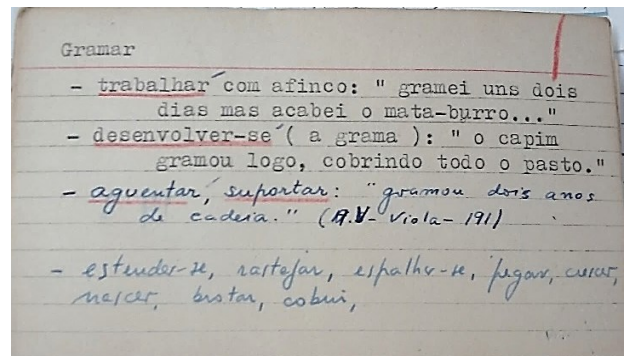 Gramar
- trabalhar com afinco: " gramei uns dois
dias mas acabei o mata-burro..."
- desenvolver-se ( a grama ): " o capim
gramou logo, cobrindo todo o pasto."
- aguentar, suportar: "gramou dois anos
de cadeia." (A.V- Viola- 191)
- estender-se, rastejar, espalhar-se, pegar, crescer,
nascer, brotar, cobrir,